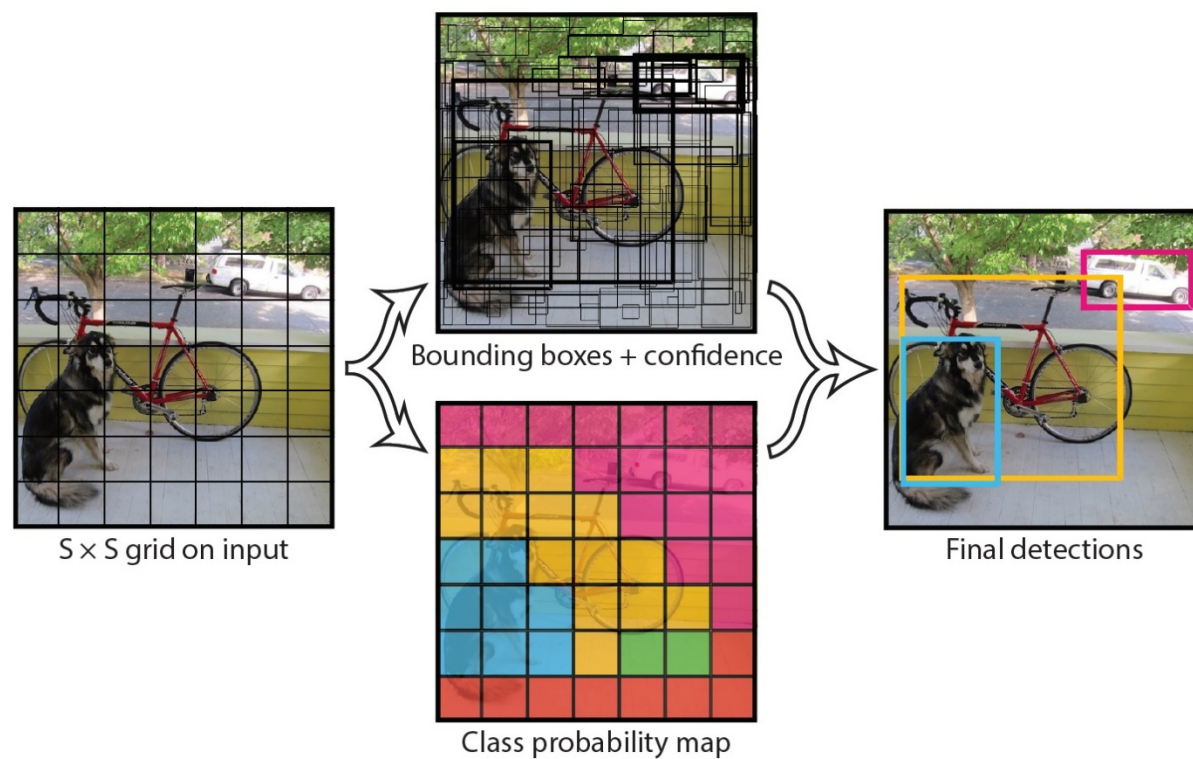 S × S grid on input
Bounding boxes + confidence
Class probability map
Final detections